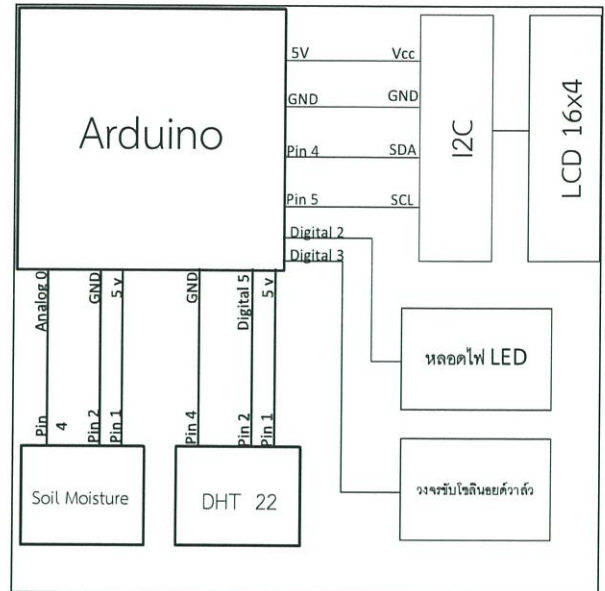 Arduino
5V
Vcc
GND
GND
Pin 4
SDA
Pin 5
SCL
I2C
LCD 16x4
Digital 2
Digital 3
Analog 0
GND
5 v
GND
Digital 5
5 v
Pin 4
Pin 2
Pin 1
Pin 4
Pin 2
Pin 1
Soil Moisture
DHT 22
หลอดไฟ LED
วงจรขับโซลินอยด์วาล์ว